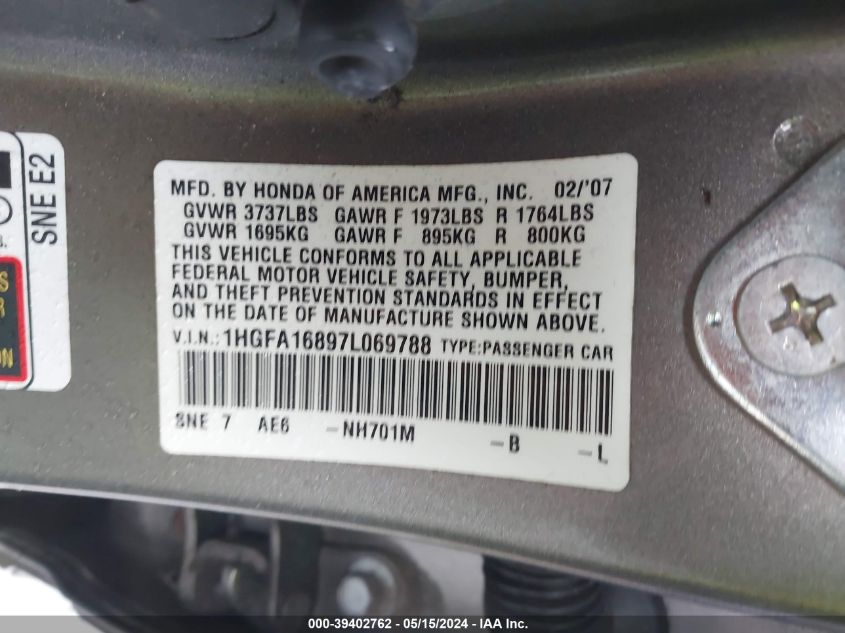 SNE E2
B.
S
R
ON
MFD. BY HONDA OF AMERICA MFG., INC. 02/'07
GVWR 3737LBS GAWR F 1973LBS R 1764LBS
GVWR 1695KG GAWR F 895KG R 800KG
THIS VEHICLE CONFORMS TO ALL APPLICABLE
FEDERAL MOTOR VEHICLE SAFETY, BUMPER,
AND THEFT PREVENTION STANDARDS IN EFFECT
ON THE DATE OF MANUFACTURE SHOWN ABOVE.
V.I.N.: 1HGFA16897L069788 TYPE:PASSENGER CAR
SNE 7 AE6 -NH701M -B -L
000-39402762 - 05/15/2024 - IAA Inc.